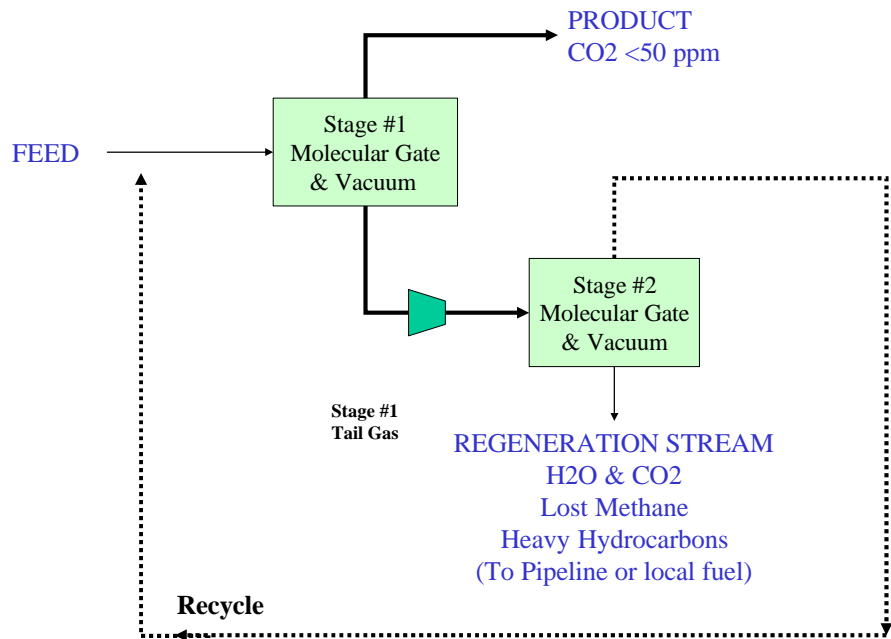 PRODUCT
CO2 <50 ppm
FEED
Stage #1
Molecular Gate
& Vacuum
Stage #2
Molecular Gate
& Vacuum
Stage #1
Tail Gas
REGENERATION STREAM
H2O & CO2
Lost Methane
Heavy Hydrocarbons
(To Pipeline or local fuel)
Recycle